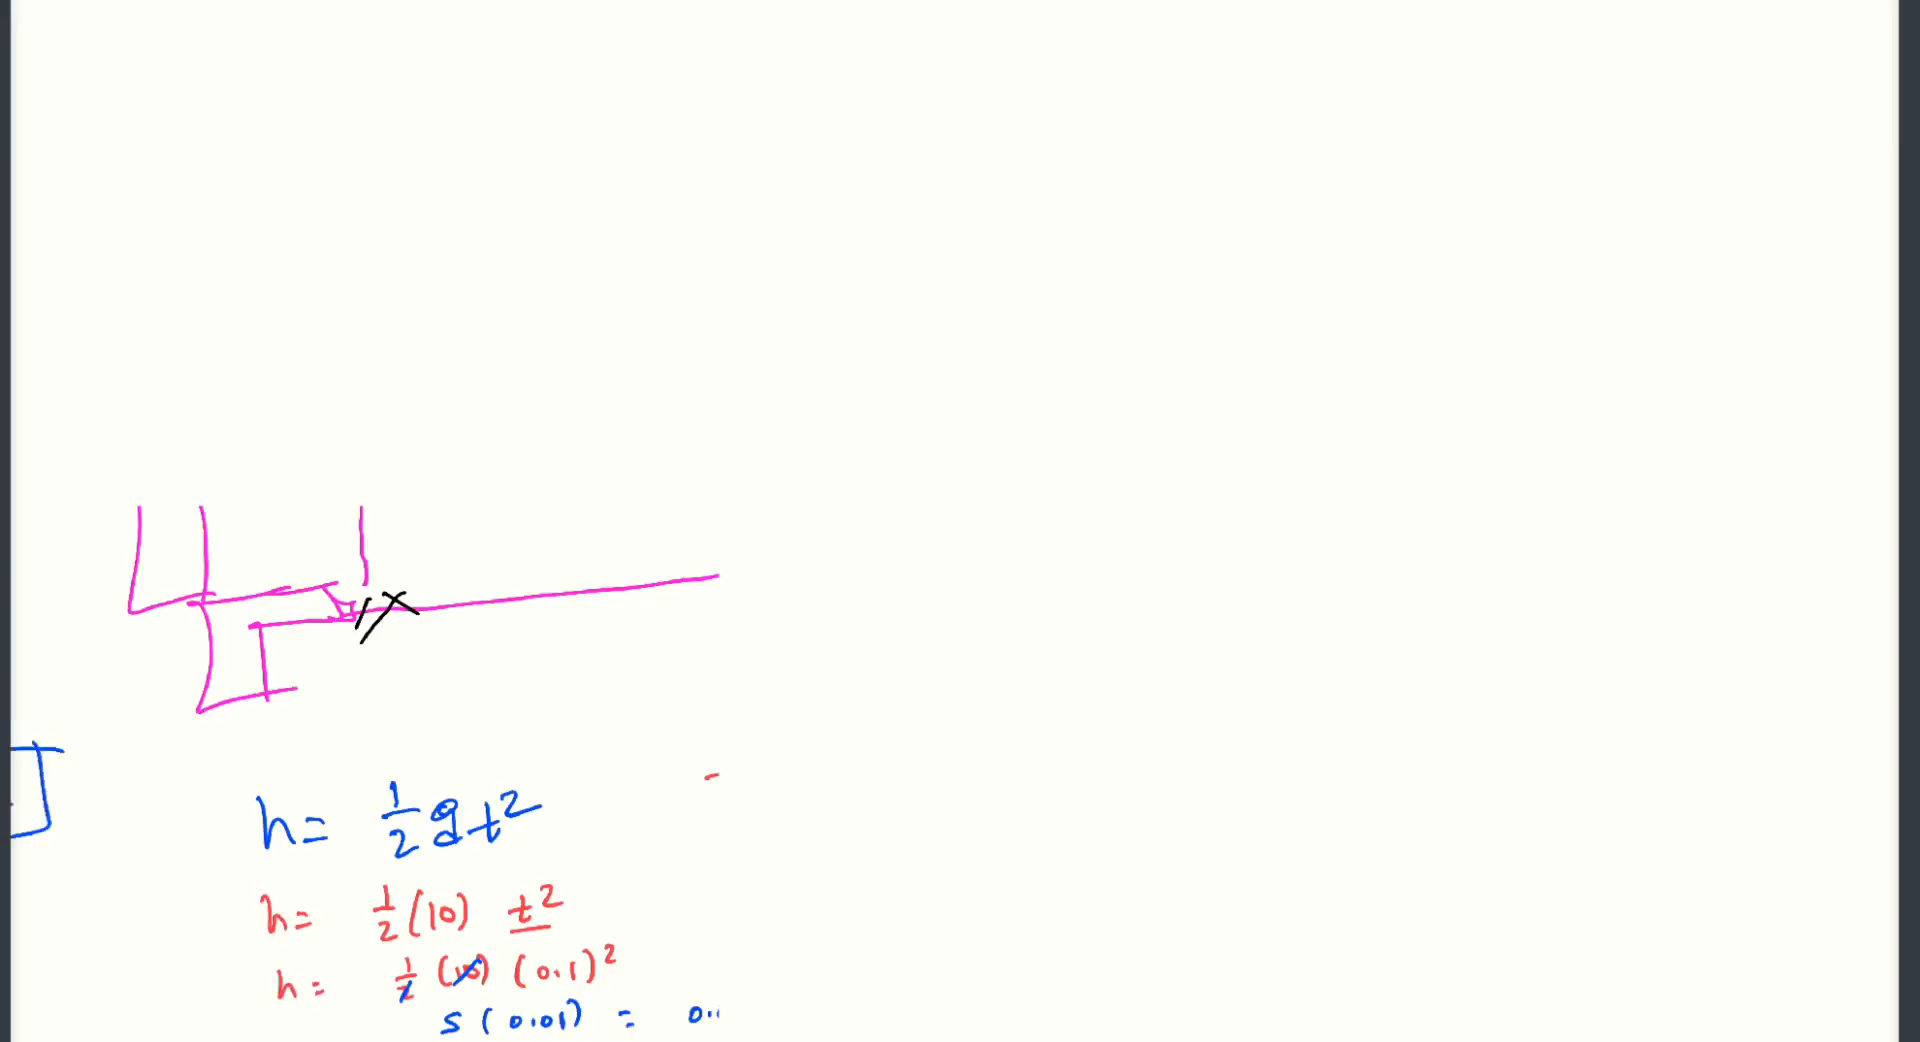 h= 1/2 gt²
h= 1/2 (10) t²
h= 1/2 (10) (0.1)²
5 (0.01) =